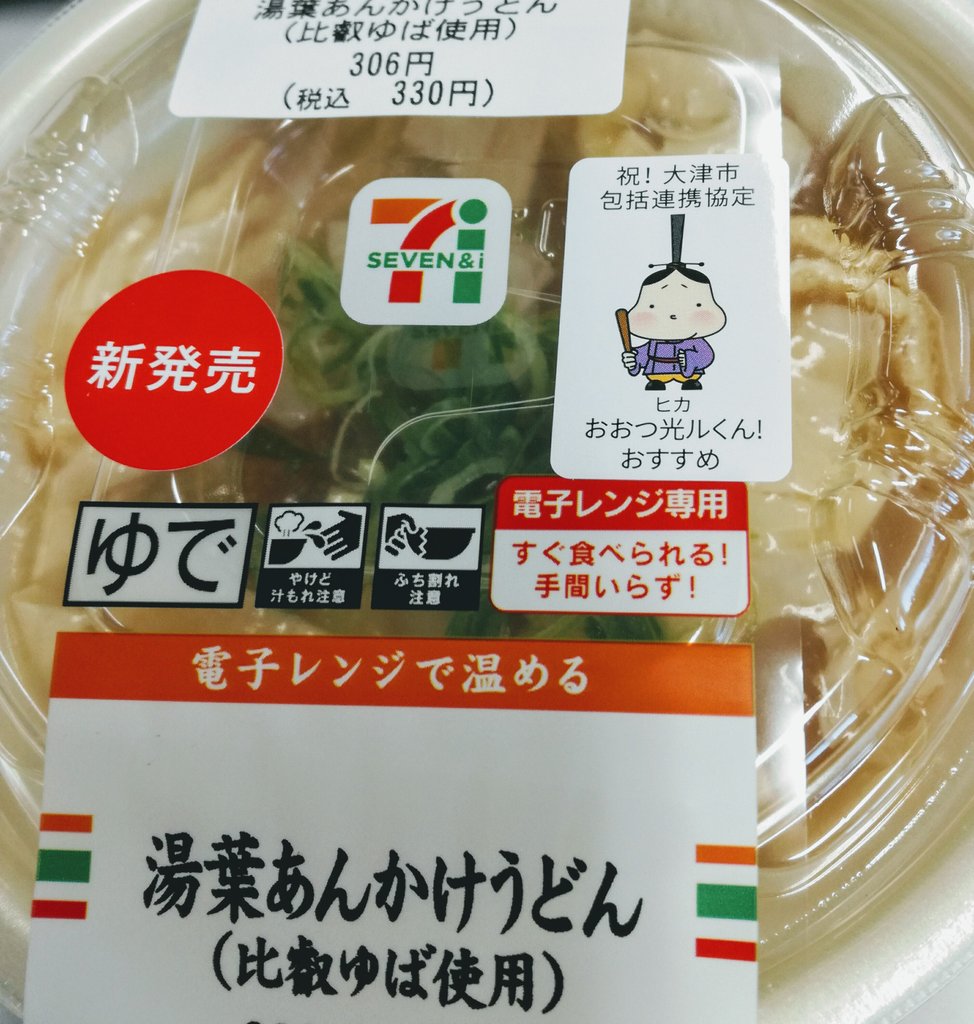 湯葉あんかけうどん
(比叡ゆば使用)
306円
(税込 330円)
祝! 大津市
包括連携協定
SEVEN&i
新発売
ヒカ
おおつ光ルくん!
おすすめ
ゆで
やけど
汁もれ注意
ふち割れ
注意
電子レンジ専用
すぐ食べられる!
手間いらず!
電子レンジで温める
湯葉あんかけうどん
(比叡ゆば使用)